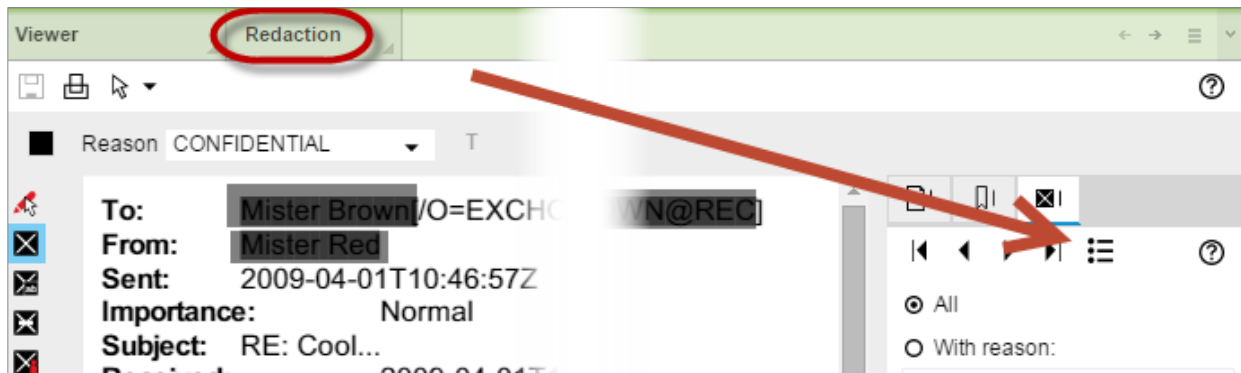 Viewer Redaction
Reason CONFIDENTIAL T
To: Mister Brown[/O=EXCHO WN@REC]
From: Mister Red
Sent: 2009-04-01T10:46:57Z
Importance: Normal
Subject: RE: Cool...
All
With reason: